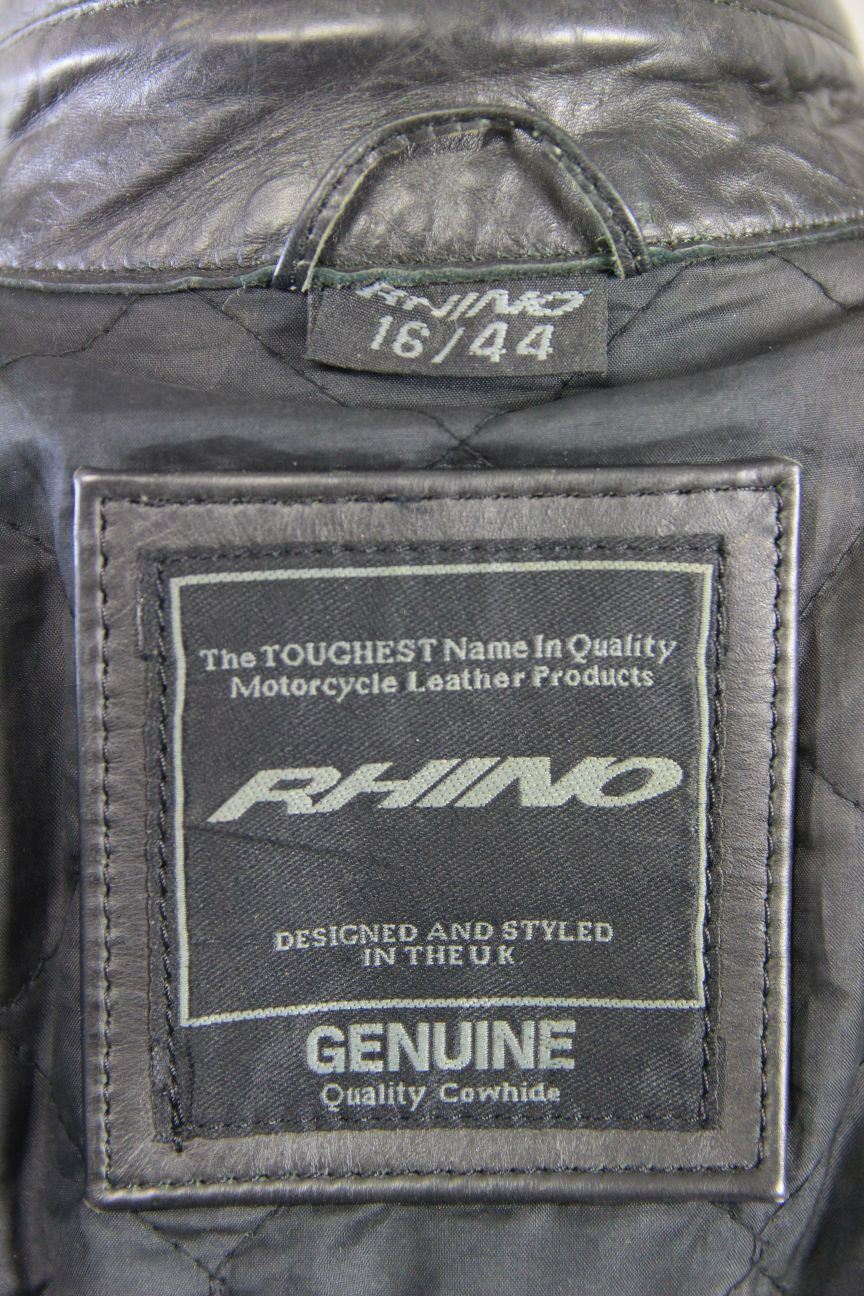 RHINO
16/44
The TOUGHEST Name In Quality
Motorcycle Leather Products
RHINO
DESIGNED AND STYLED
IN THE U K
GENUINE
Quality Cowhide